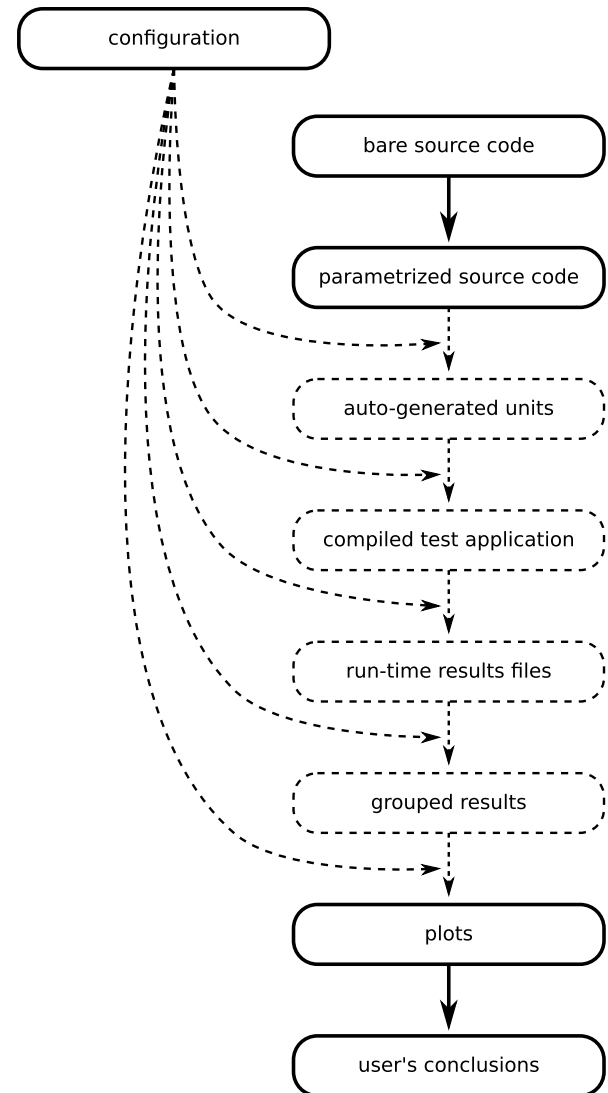 configuration
bare source code
parametrized source code
auto-generated units
compiled test application
run-time results files
grouped results
plots
user's conclusions